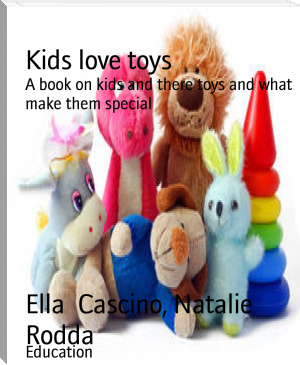 Kids love toys
A book on kids and there toys and what
make them special
Ella  Cascino, Natalie
Rodda
Education